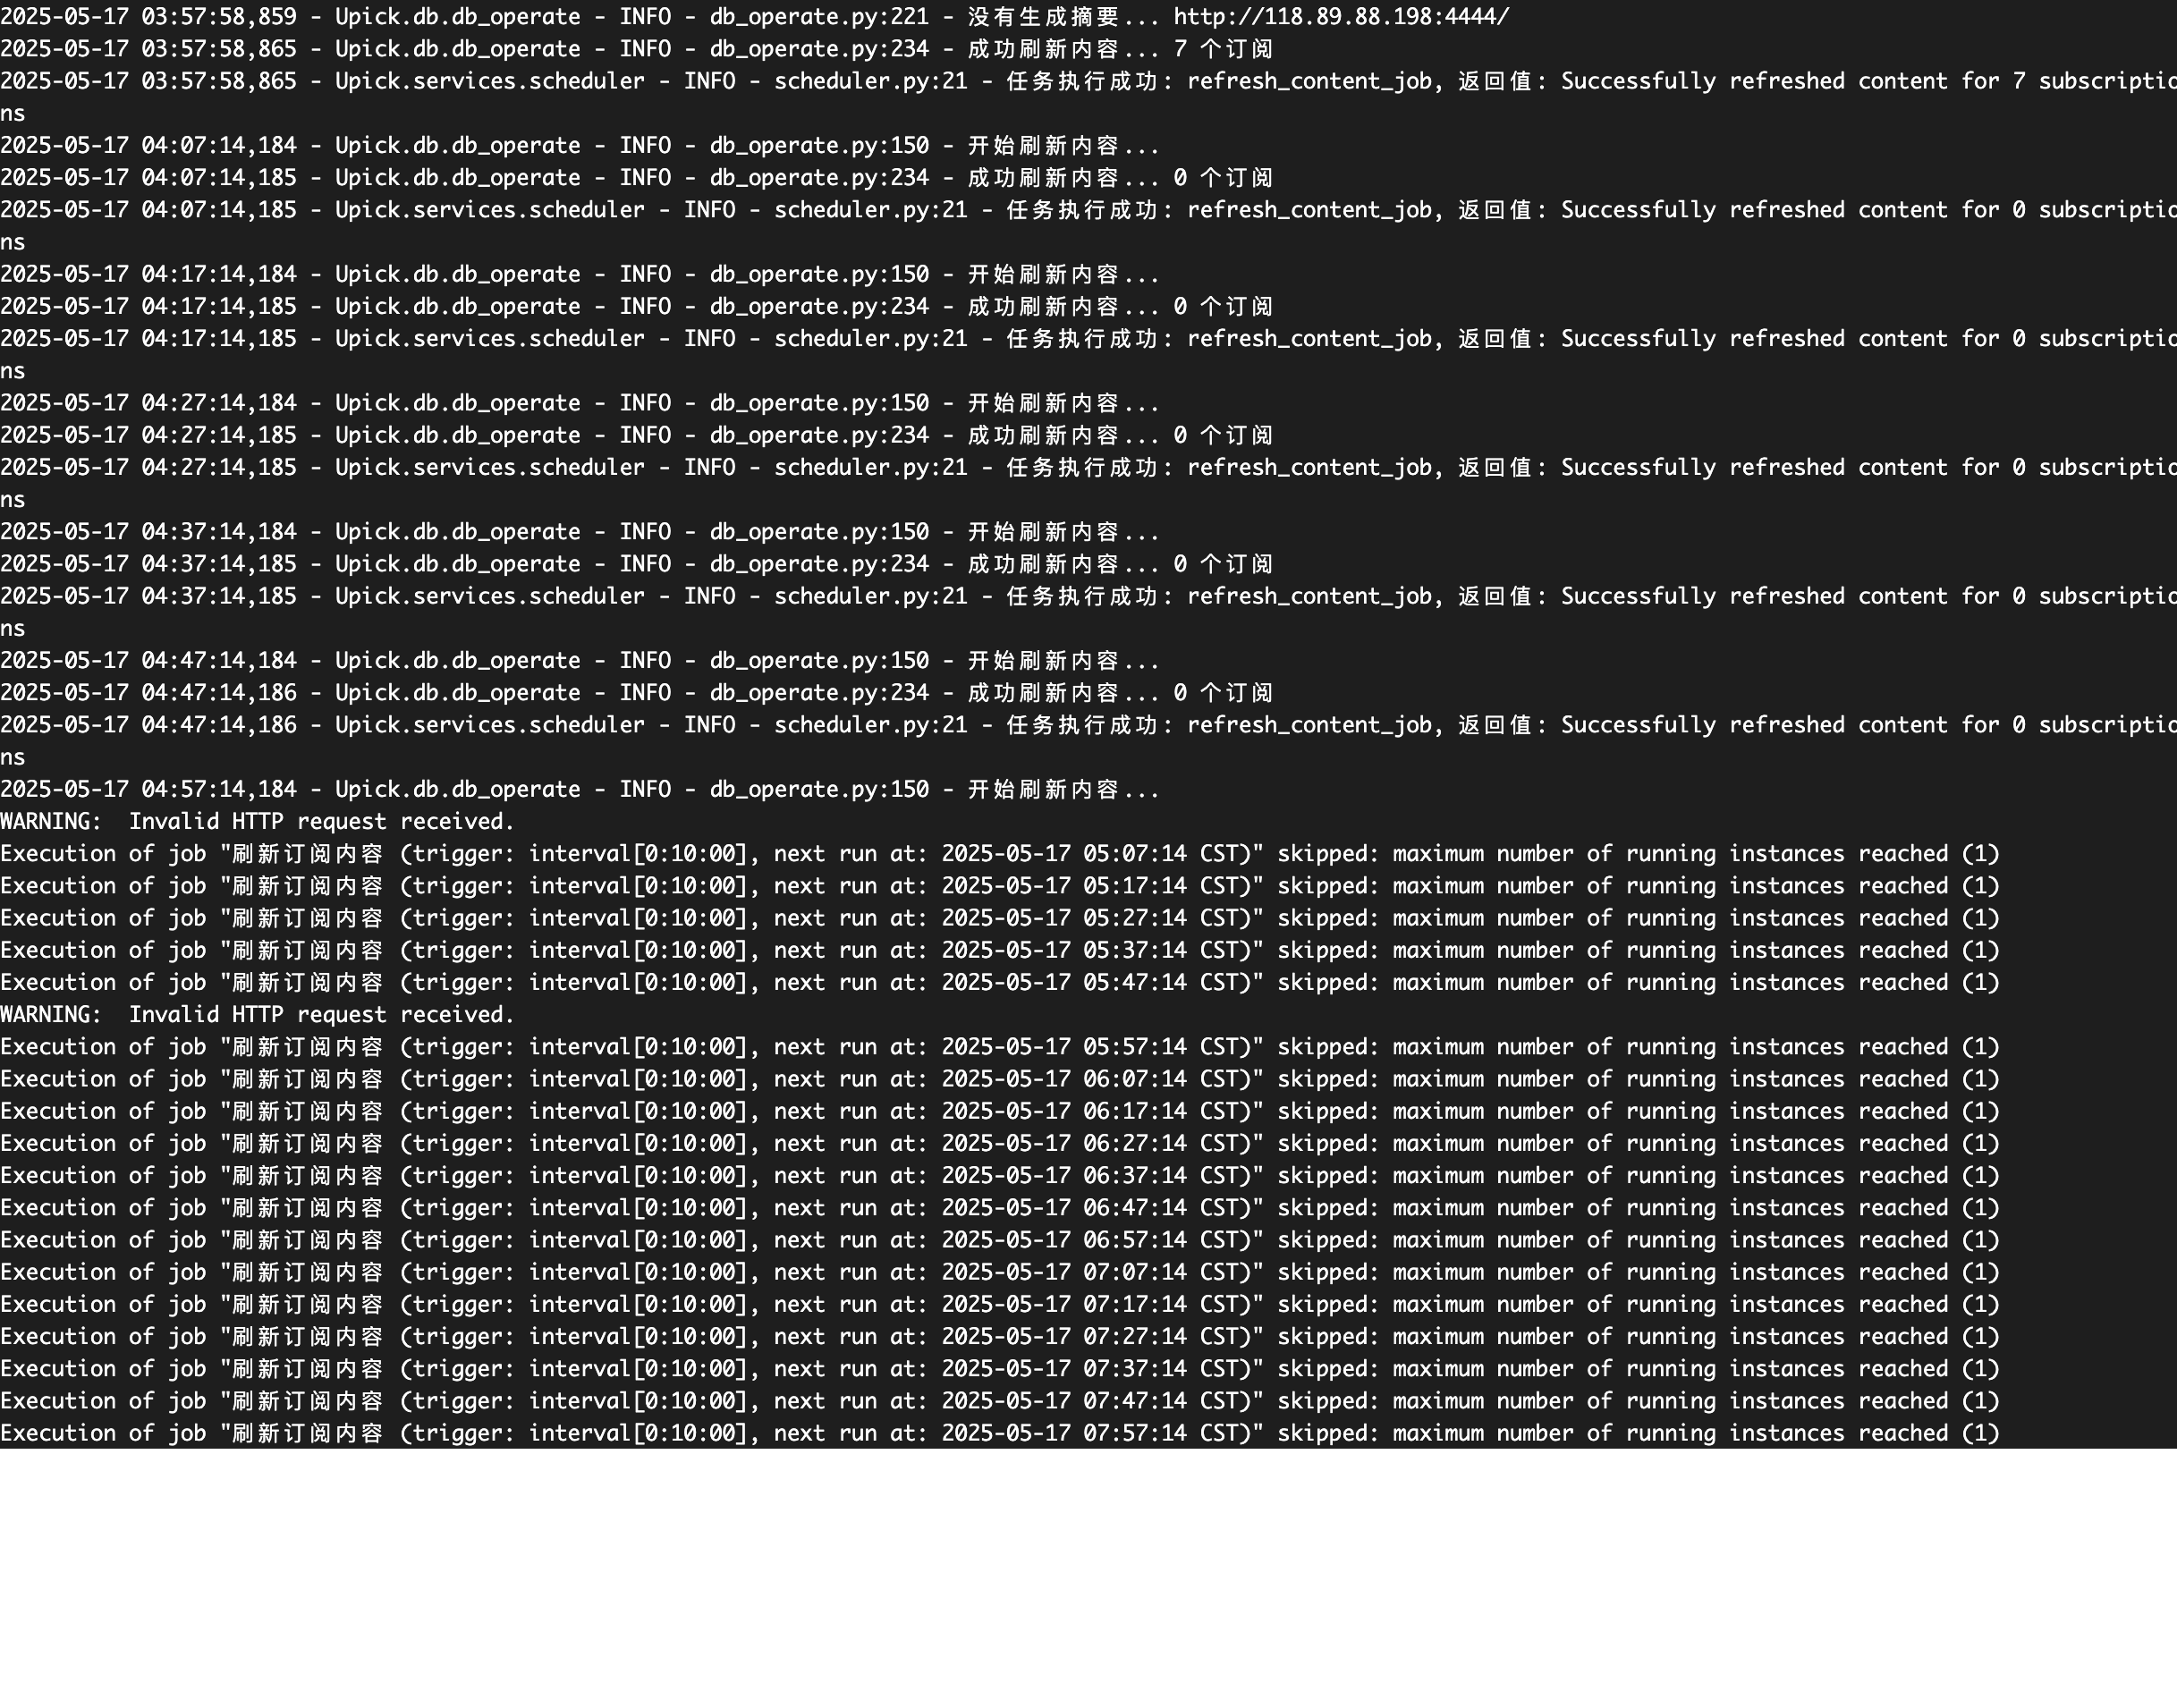 2025-05-17 03:57:58,859 - Upick.db.db_operate - INFO - db_operate.py:221 - 没有生成摘要... http://118.89.88.198:4444/
2025-05-17 03:57:58,865 - Upick.db.db_operate - INFO - db_operate.py:234 - 成功刷新内容... 7 个订阅
2025-05-17 03:57:58,865 - Upick.services.scheduler - INFO - scheduler.py:21 - 任务执行成功: refresh_content_job, 返回值: Successfully refreshed content for 7 subscriptio
ns
2025-05-17 04:07:14,184 - Upick.db.db_operate - INFO - db_operate.py:150 - 开始刷新内容...
2025-05-17 04:07:14,185 - Upick.db.db_operate - INFO - db_operate.py:234 - 成功刷新内容... 0 个订阅
2025-05-17 04:07:14,185 - Upick.services.scheduler - INFO - scheduler.py:21 - 任务执行成功: refresh_content_job, 返回值: Successfully refreshed content for 0 subscriptio
ns
2025-05-17 04:17:14,184 - Upick.db.db_operate - INFO - db_operate.py:150 - 开始刷新内容...
2025-05-17 04:17:14,185 - Upick.db.db_operate - INFO - db_operate.py:234 - 成功刷新内容... 0 个订阅
2025-05-17 04:17:14,185 - Upick.services.scheduler - INFO - scheduler.py:21 - 任务执行成功: refresh_content_job, 返回值: Successfully refreshed content for 0 subscriptio
ns
2025-05-17 04:27:14,184 - Upick.db.db_operate - INFO - db_operate.py:150 - 开始刷新内容...
2025-05-17 04:27:14,185 - Upick.db.db_operate - INFO - db_operate.py:234 - 成功刷新内容... 0 个订阅
2025-05-17 04:27:14,185 - Upick.services.scheduler - INFO - scheduler.py:21 - 任务执行成功: refresh_content_job, 返回值: Successfully refreshed content for 0 subscriptio
ns
2025-05-17 04:37:14,184 - Upick.db.db_operate - INFO - db_operate.py:150 - 开始刷新内容...
2025-05-17 04:37:14,185 - Upick.db.db_operate - INFO - db_operate.py:234 - 成功刷新内容... 0 个订阅
2025-05-17 04:37:14,185 - Upick.services.scheduler - INFO - scheduler.py:21 - 任务执行成功: refresh_content_job, 返回值: Successfully refreshed content for 0 subscriptio
ns
2025-05-17 04:47:14,184 - Upick.db.db_operate - INFO - db_operate.py:150 - 开始刷新内容...
2025-05-17 04:47:14,186 - Upick.db.db_operate - INFO - db_operate.py:234 - 成功刷新内容... 0 个订阅
2025-05-17 04:47:14,186 - Upick.services.scheduler - INFO - scheduler.py:21 - 任务执行成功: refresh_content_job, 返回值: Successfully refreshed content for 0 subscriptio
ns
2025-05-17 04:57:14,184 - Upick.db.db_operate - INFO - db_operate.py:150 - 开始刷新内容...
WARNING:  Invalid HTTP request received.
Execution of job "刷新订阅内容 (trigger: interval[0:10:00], next run at: 2025-05-17 05:07:14 CST)" skipped: maximum number of running instances reached (1)
Execution of job "刷新订阅内容 (trigger: interval[0:10:00], next run at: 2025-05-17 05:17:14 CST)" skipped: maximum number of running instances reached (1)
Execution of job "刷新订阅内容 (trigger: interval[0:10:00], next run at: 2025-05-17 05:27:14 CST)" skipped: maximum number of running instances reached (1)
Execution of job "刷新订阅内容 (trigger: interval[0:10:00], next run at: 2025-05-17 05:37:14 CST)" skipped: maximum number of running instances reached (1)
Execution of job "刷新订阅内容 (trigger: interval[0:10:00], next run at: 2025-05-17 05:47:14 CST)" skipped: maximum number of running instances reached (1)
WARNING:  Invalid HTTP request received.
Execution of job "刷新订阅内容 (trigger: interval[0:10:00], next run at: 2025-05-17 05:57:14 CST)" skipped: maximum number of running instances reached (1)
Execution of job "刷新订阅内容 (trigger: interval[0:10:00], next run at: 2025-05-17 06:07:14 CST)" skipped: maximum number of running instances reached (1)
Execution of job "刷新订阅内容 (trigger: interval[0:10:00], next run at: 2025-05-17 06:17:14 CST)" skipped: maximum number of running instances reached (1)
Execution of job "刷新订阅内容 (trigger: interval[0:10:00], next run at: 2025-05-17 06:27:14 CST)" skipped: maximum number of running instances reached (1)
Execution of job "刷新订阅内容 (trigger: interval[0:10:00], next run at: 2025-05-17 06:37:14 CST)" skipped: maximum number of running instances reached (1)
Execution of job "刷新订阅内容 (trigger: interval[0:10:00], next run at: 2025-05-17 06:47:14 CST)" skipped: maximum number of running instances reached (1)
Execution of job "刷新订阅内容 (trigger: interval[0:10:00], next run at: 2025-05-17 06:57:14 CST)" skipped: maximum number of running instances reached (1)
Execution of job "刷新订阅内容 (trigger: interval[0:10:00], next run at: 2025-05-17 07:07:14 CST)" skipped: maximum number of running instances reached (1)
Execution of job "刷新订阅内容 (trigger: interval[0:10:00], next run at: 2025-05-17 07:17:14 CST)" skipped: maximum number of running instances reached (1)
Execution of job "刷新订阅内容 (trigger: interval[0:10:00], next run at: 2025-05-17 07:27:14 CST)" skipped: maximum number of running instances reached (1)
Execution of job "刷新订阅内容 (trigger: interval[0:10:00], next run at: 2025-05-17 07:37:14 CST)" skipped: maximum number of running instances reached (1)
Execution of job "刷新订阅内容 (trigger: interval[0:10:00], next run at: 2025-05-17 07:47:14 CST)" skipped: maximum number of running instances reached (1)
Execution of job "刷新订阅内容 (trigger: interval[0:10:00], next run at: 2025-05-17 07:57:14 CST)" skipped: maximum number of running instances reached (1)